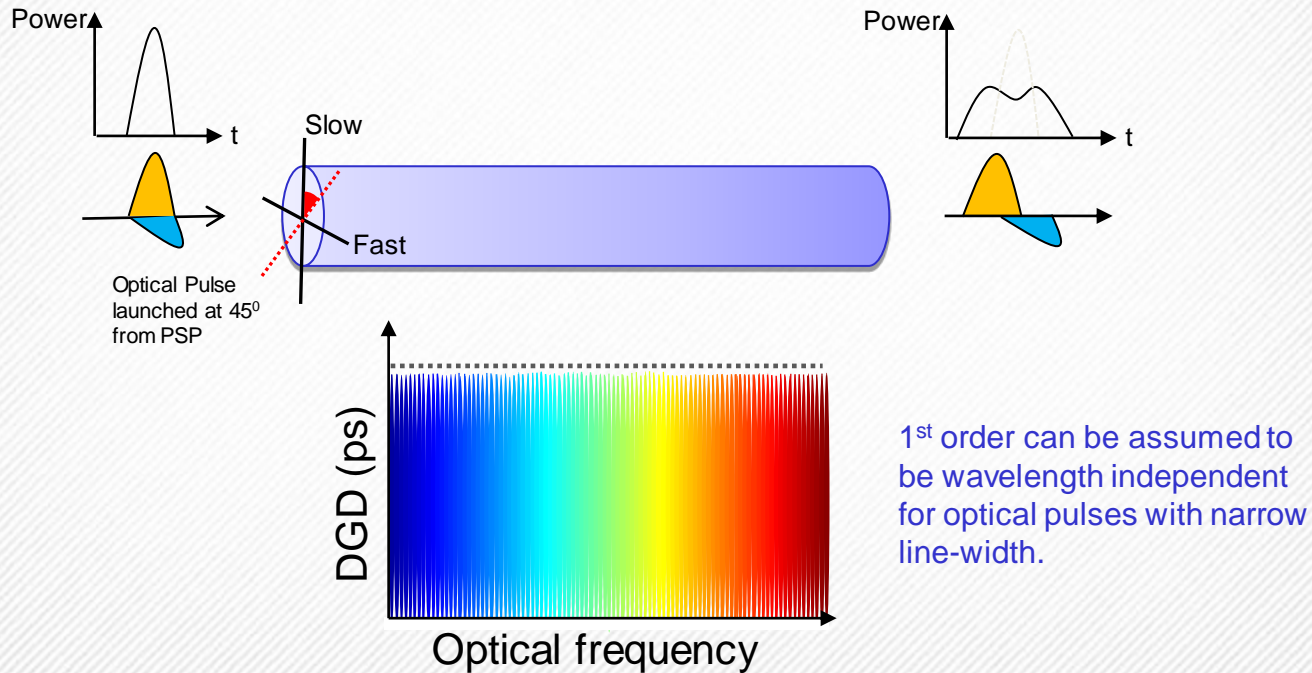 Power
t
Slow
Fast
Optical Pulse
launched at 45⁰
from PSP
Power
t
DGD (ps)
Optical frequency
1st order can be assumed to
be wavelength independent
for optical pulses with narrow
line-width.